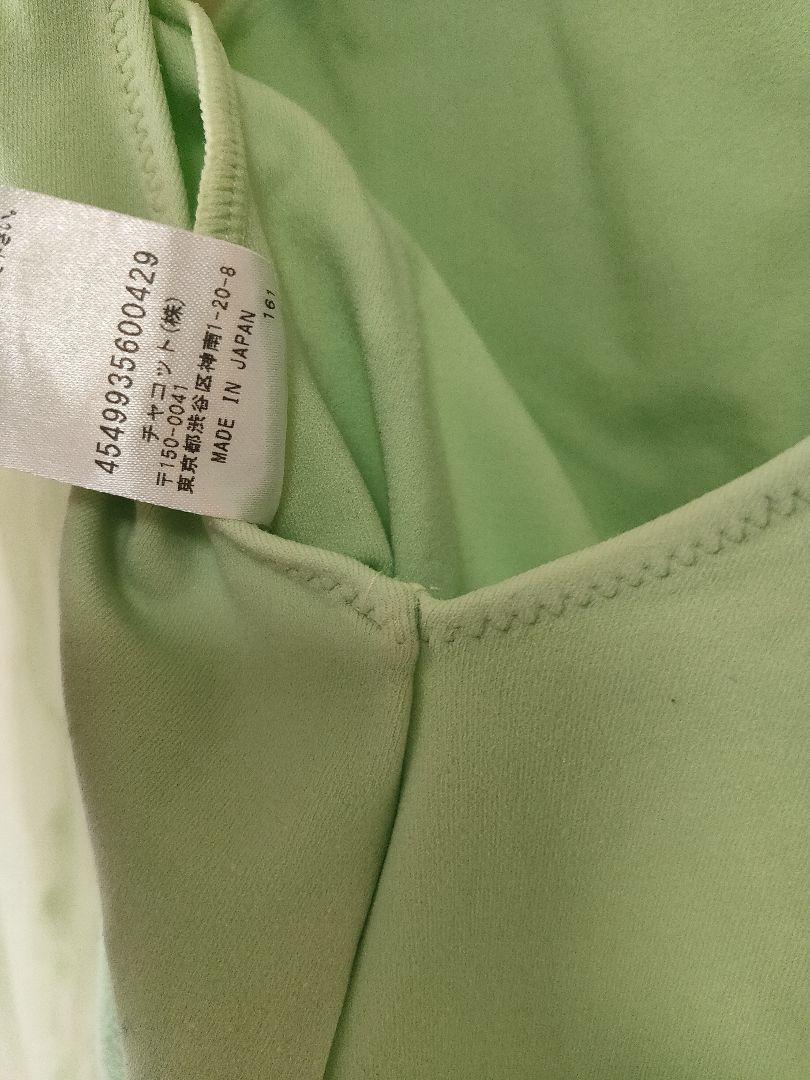 4549935600429
チャコット(株)
〒150-0041
東京都渋谷区神南1-20-8
MADE IN JAPAN
161